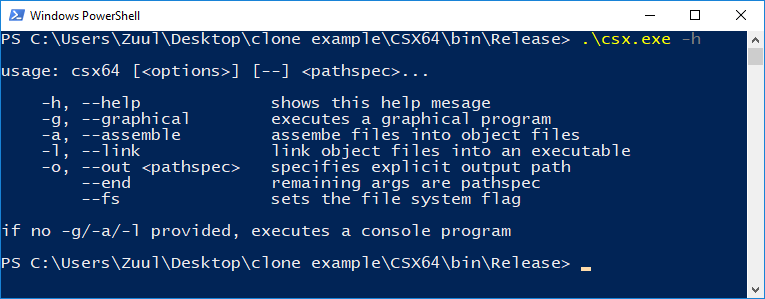 Windows PowerShell
PS C:\Users\Zuul\Desktop\clone example\CSX64\bin\Release> .\csx.exe -h
usage: csx64 [<options>] [--] <pathspec>...
-h, --help shows this help mesage
-g, --graphical executes a graphical program
-a, --assemble assembe files into object files
-l, --link link object files into an executable
-o, --out <pathspec> specifies explicit output path
--end remaining args are pathspec
--fs sets the file system flag
if no -g/-a/-l provided, executes a console program
PS C:\Users\Zuul\Desktop\clone example\CSX64\bin\Release>